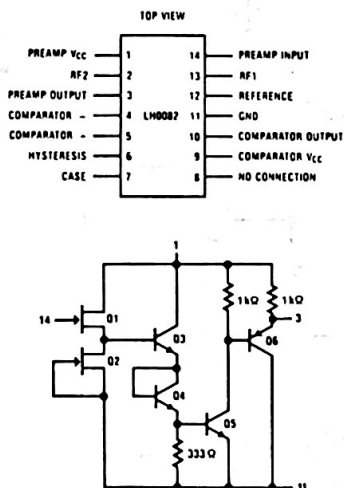 TOP VIEW
PREAMP VCC 1 14 PREAMP INPUT
RF2 2 13 RF1
PREAMP OUTPUT 3 12 REFERENCE
COMPARATOR – 4 LH0082 11 GND
COMPARATOR + 5 10 COMPARATOR OUTPUT
HYSTERESIS 6 9 COMPARATOR VCC
CASE 7 8 NO CONNECTION
1
1kΩ 1kΩ
14 Q1 3
Q3 Q6
Q2
Q4
Q5
333 Ω
11